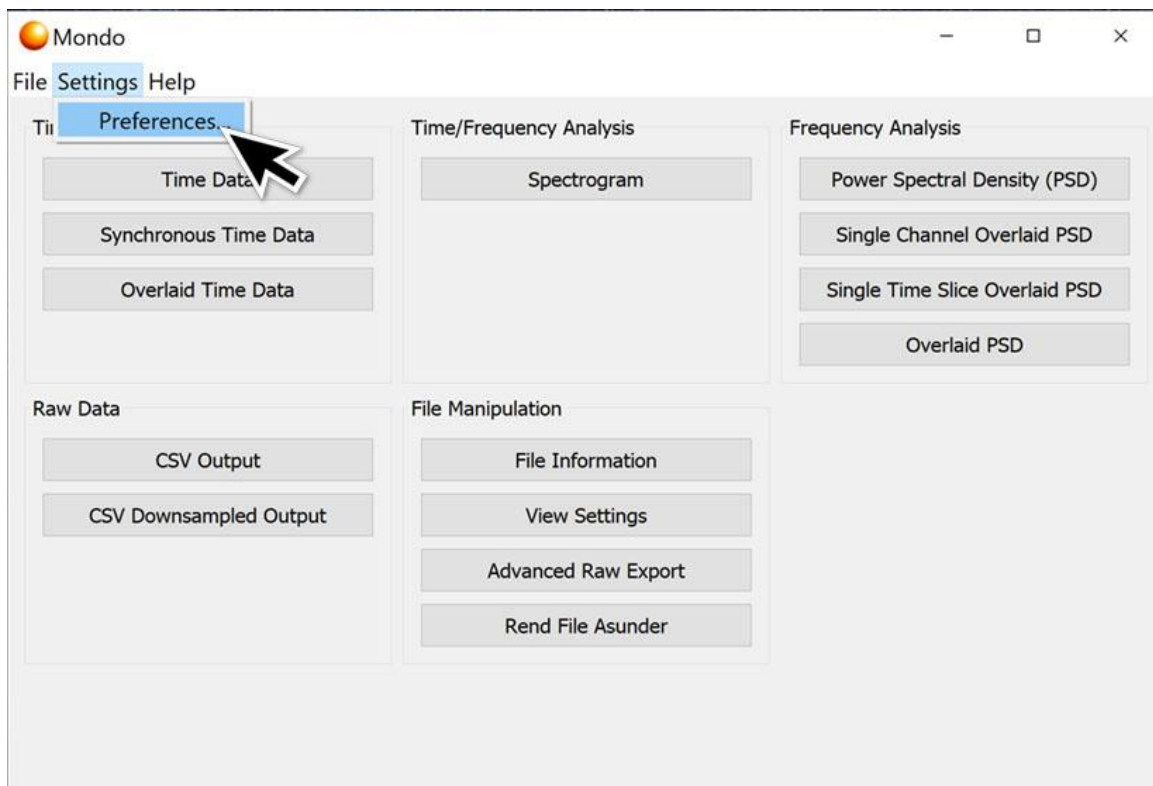 Mondo
File Settings Help
Preferences...
Time/Frequency Analysis
Frequency Analysis
Time Data
Spectrogram
Power Spectral Density (PSD)
Synchronous Time Data
Single Channel Overlaid PSD
Overlaid Time Data
Single Time Slice Overlaid PSD
Overlaid PSD
Raw Data
File Manipulation
CSV Output
File Information
CSV Downsampled Output
View Settings
Advanced Raw Export
Rend File Asunder